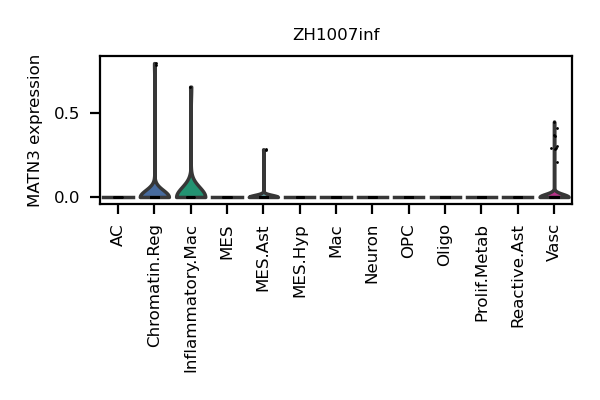 ZH1007inf
MATN3 expression
0.5
0.0
AC
Chromatin.Reg
Inflammatory.Mac
MES
MES.Ast
MES.Hyp
Mac
Neuron
OPC
Oligo
Prolif.Metab
Reactive.Ast
Vasc